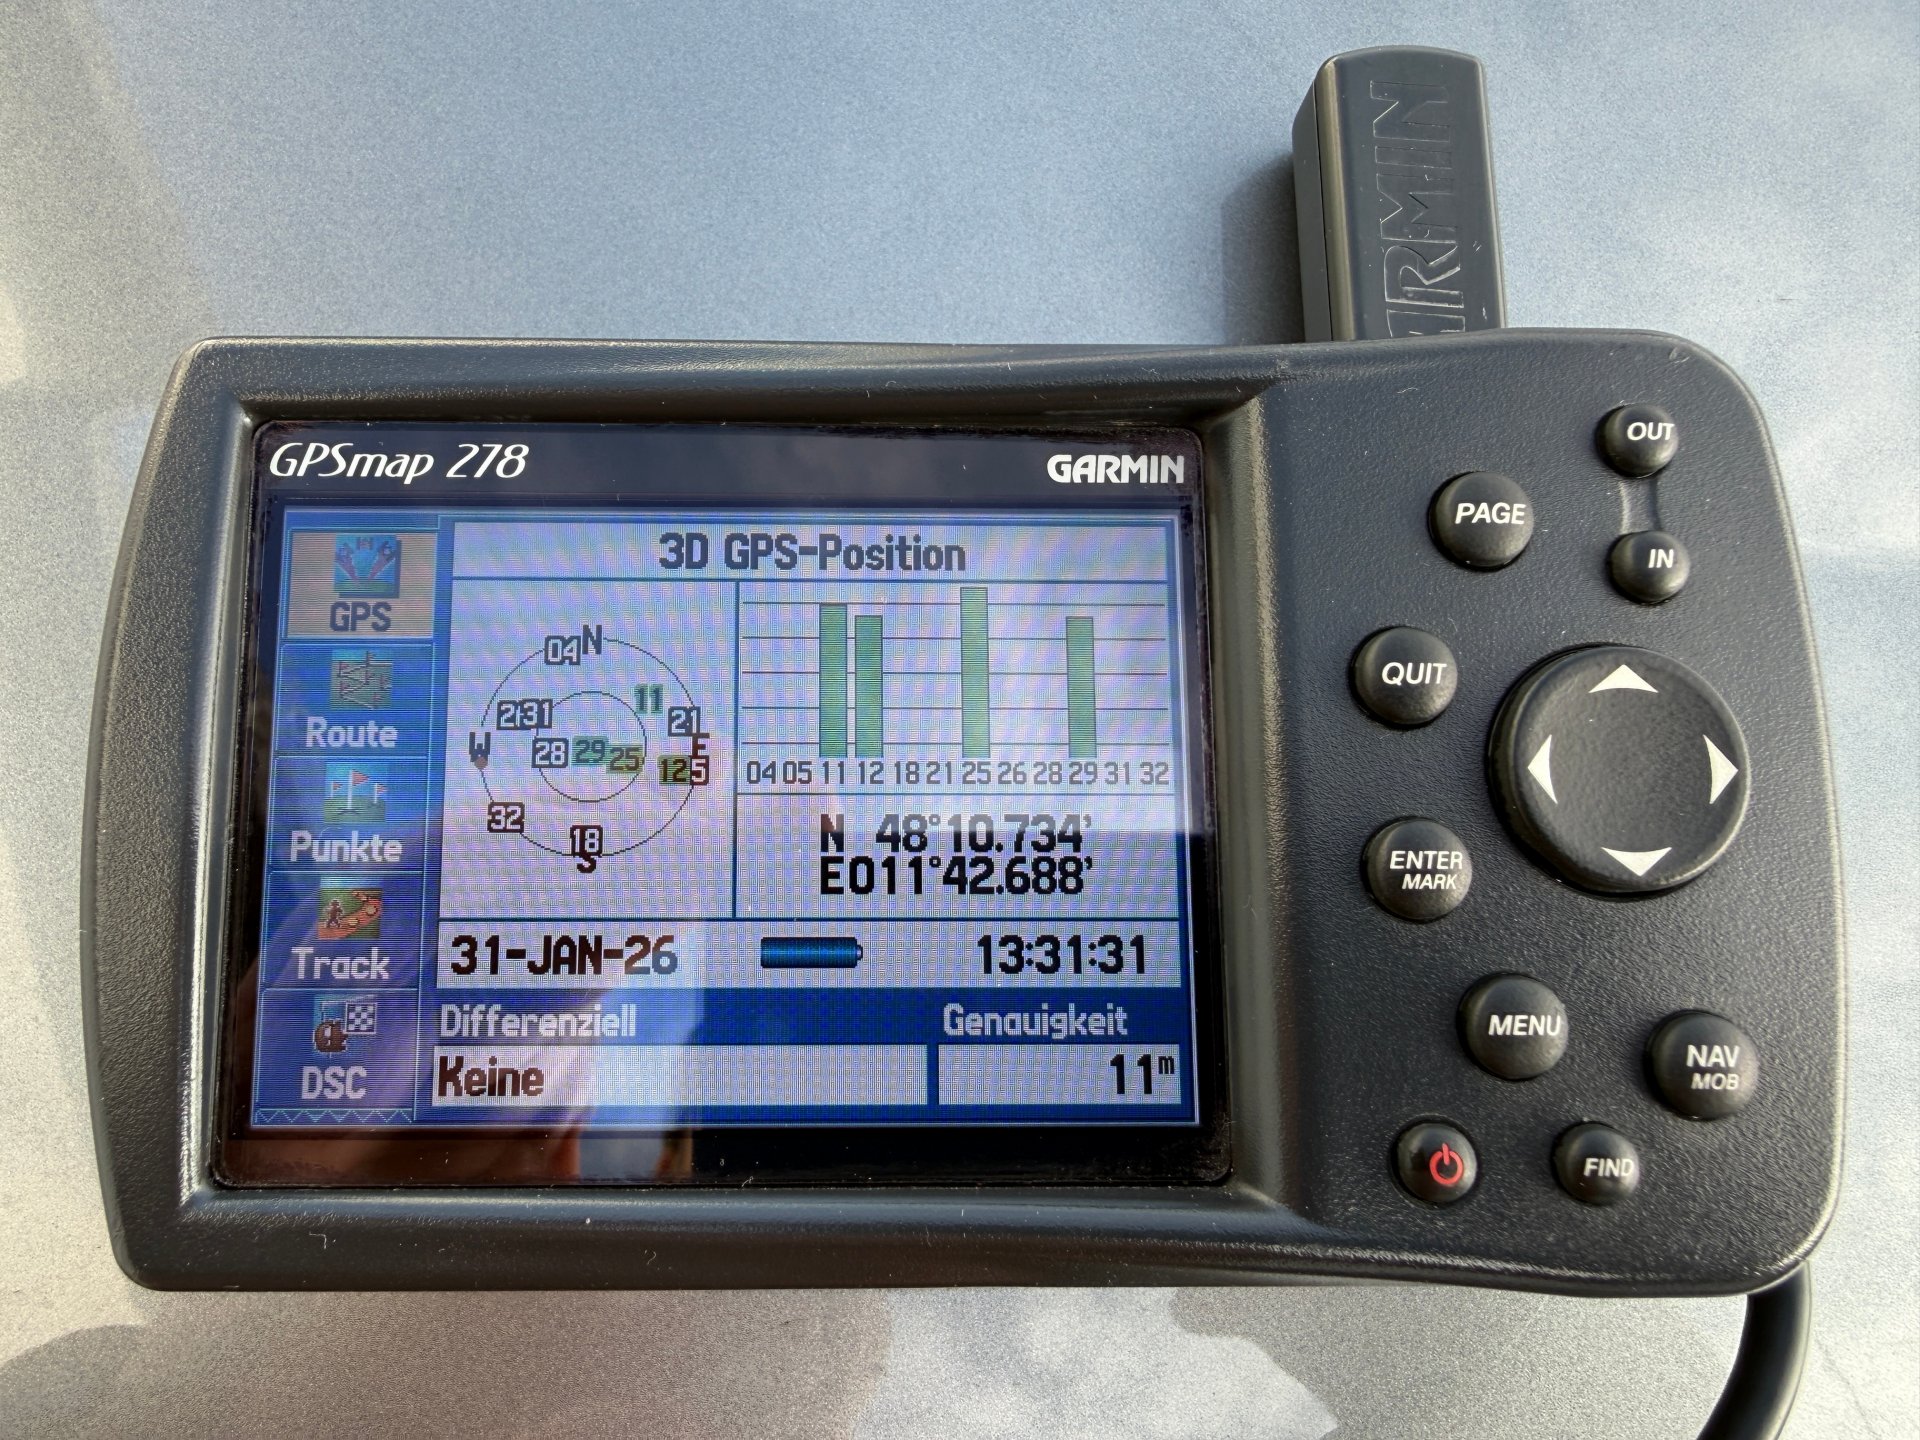 GARMIN
GPSmap 278
GARMIN
GPS
Route
Punkte
Track
DSC
3D GPS-Position
04
N
11
31
21
W
28
29
25
12
E
5
32
18
S
04 05 11 12 18 21 25 26 28 29 31 32
N 48°10.734'
E011°42.688'
31-JAN-26
13:31:31
Differenziell
Genauigkeit
Keine
11m
OUT
PAGE
IN
QUIT
ENTER
MARK
MENU
NAV
MOB
FIND